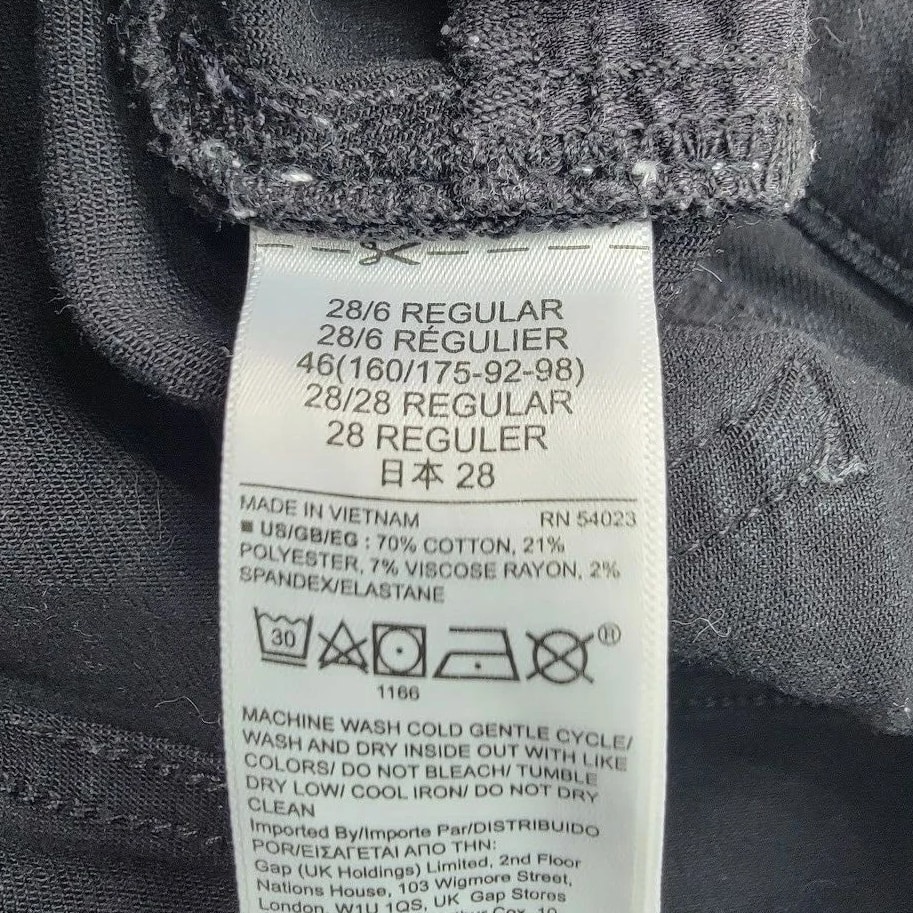 28/6 REGULAR
28/6 RÉGULIER
46(160/175-92-98)
28/28 REGULAR
28 REGULER
日本 28
MADE IN VIETNAM RN 54023
■ US/GB/EG : 70% COTTON, 21%
POLYESTER, 7% VISCOSE RAYON, 2%
SPANDEX/ELASTANE
30 ®
1166
MACHINE WASH COLD GENTLE CYCLE/
WASH AND DRY INSIDE OUT WITH LIKE
COLORS/ DO NOT BLEACH/ TUMBLE
DRY LOW/ COOL IRON/ DO NOT DRY
CLEAN
Imported By/Importe Par/DISTRIBUIDO
POR/ΕΙΣΑΓΕΤΑΙ ΑΠΟ ΤΗΝ:
Gap (UK Holdings) Limited, 2nd Floor
Nations House, 103 Wigmore Street,
London, W1U 1QS, UK Gap Stores